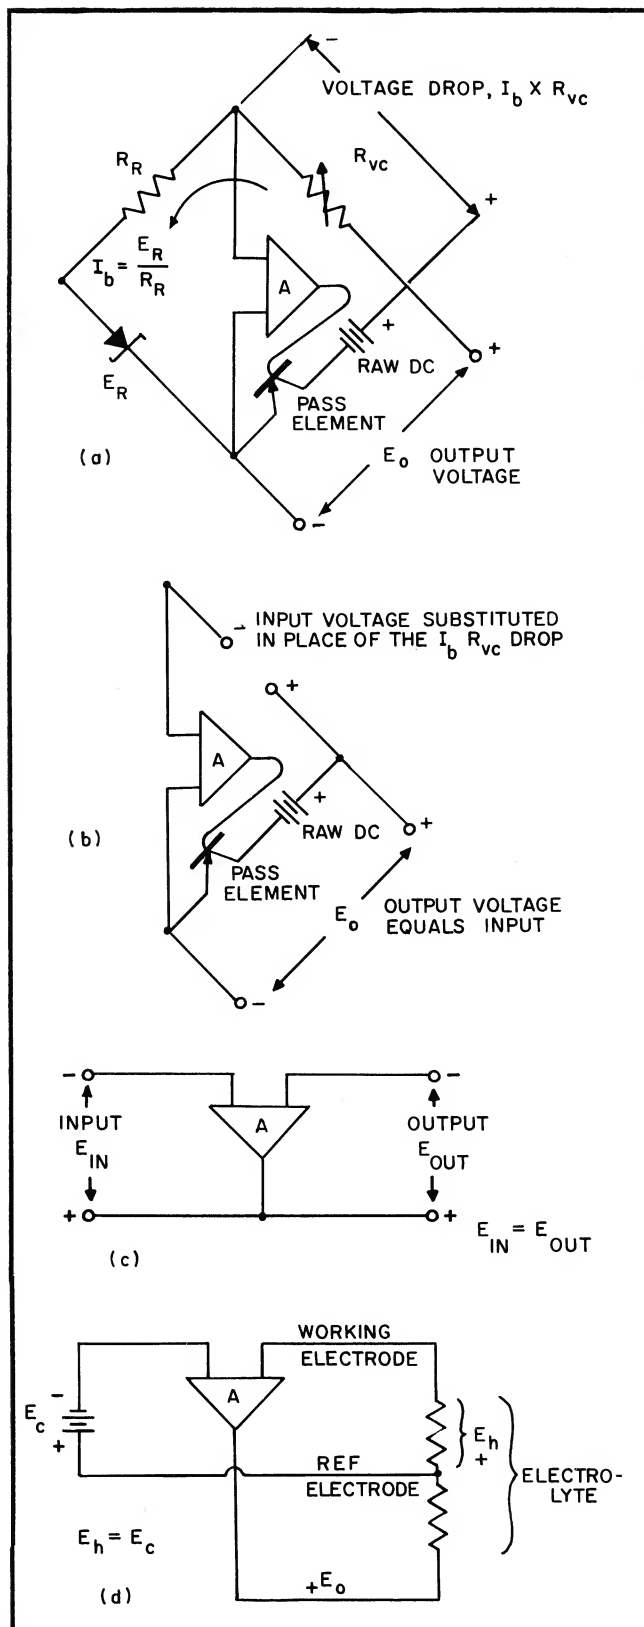 −
VOLTAGE DROP, I_b X R_vc
R_R
R_vc
+
I_b = E_R / R_R
A
+
RAW DC
+
E_R
PASS
ELEMENT
(a)
E_o OUTPUT
VOLTAGE
−
− INPUT VOLTAGE SUBSTITUTED
IN PLACE OF THE I_b R_vc DROP
+
A
+
RAW DC
+
(b)
PASS
ELEMENT
E_o OUTPUT VOLTAGE
EQUALS INPUT
−
− −
INPUT A OUTPUT
E_IN E_OUT
+ +
E_IN = E_OUT
(c)
WORKING
ELECTRODE
−
A
E_c
+
E_h
+
REF
ELECTRODE
ELECTRO-
LYTE
E_h = E_c
+E_o
(d)